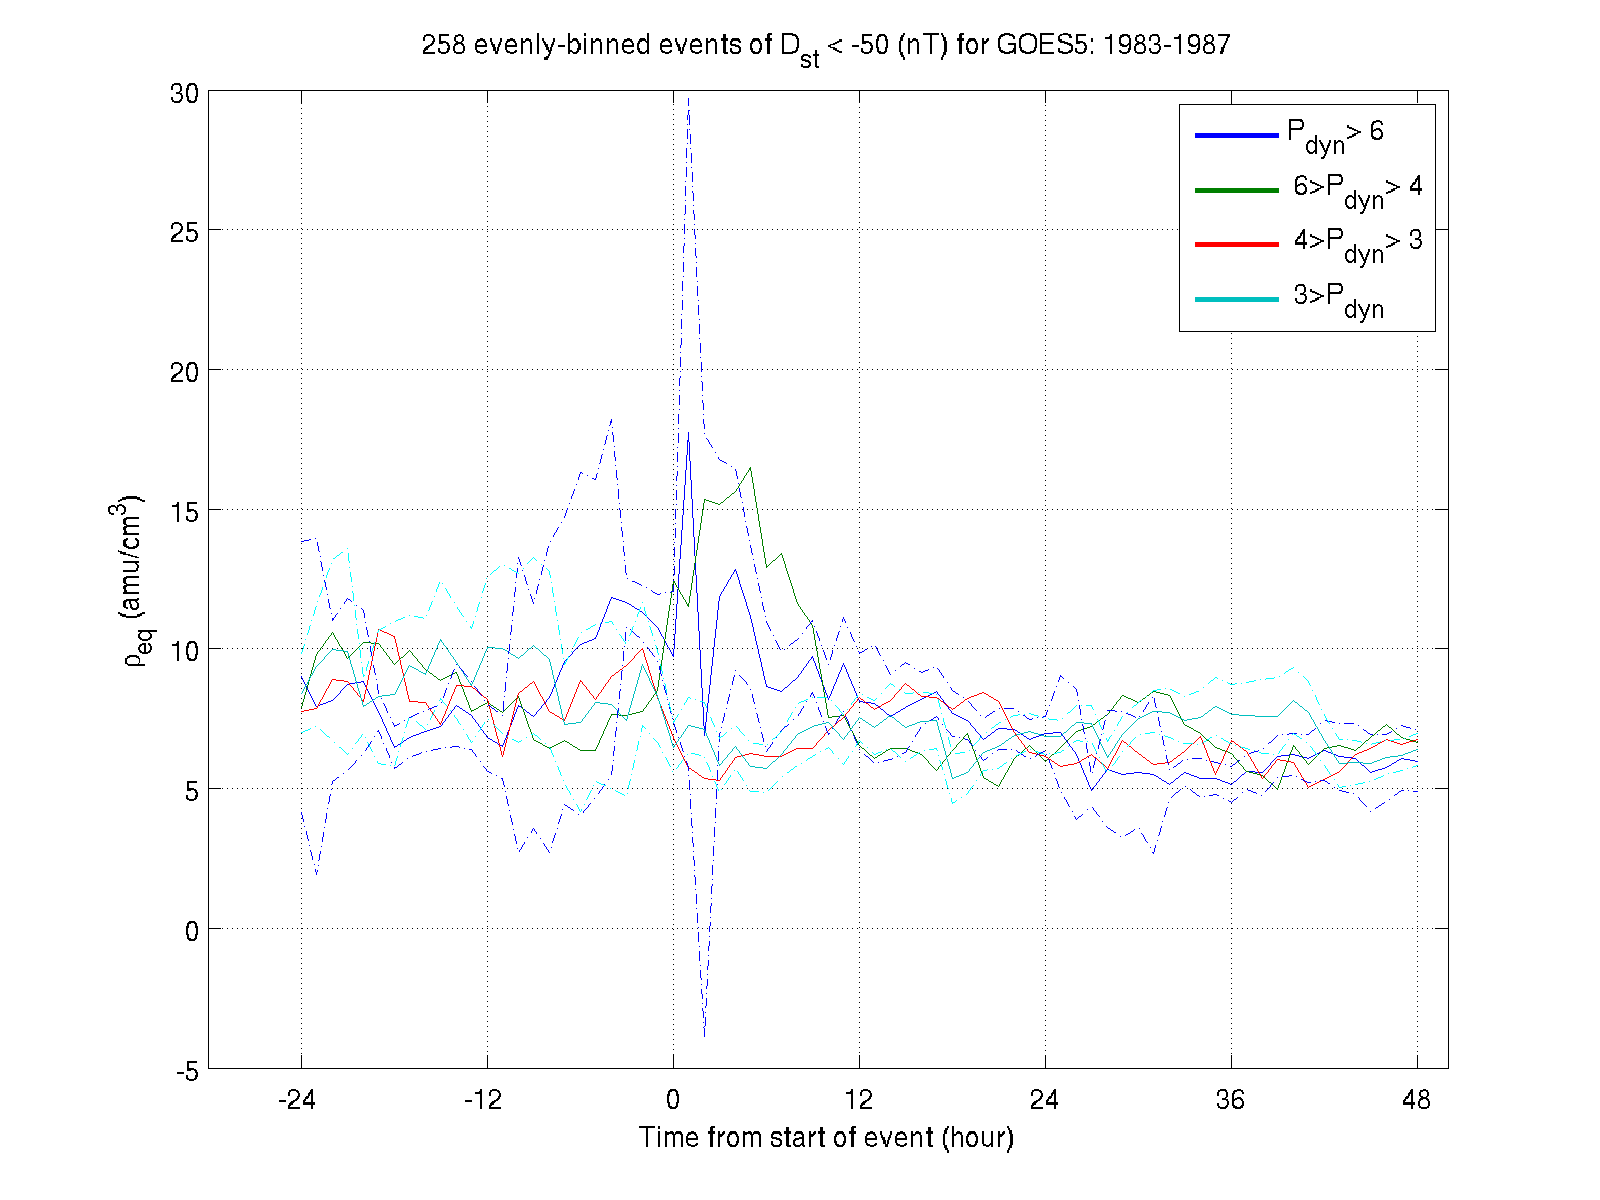 258 evenly-binned events of D_st < -50 (nT) for GOES5: 1983-1987
30
25
20
15
10
5
0
-5
ρ_eq (amu/cm^3)
P_dyn > 6
6>P_dyn > 4
4>P_dyn > 3
3>P_dyn
-24 -12 0 12 24 36 48
Time from start of event (hour)